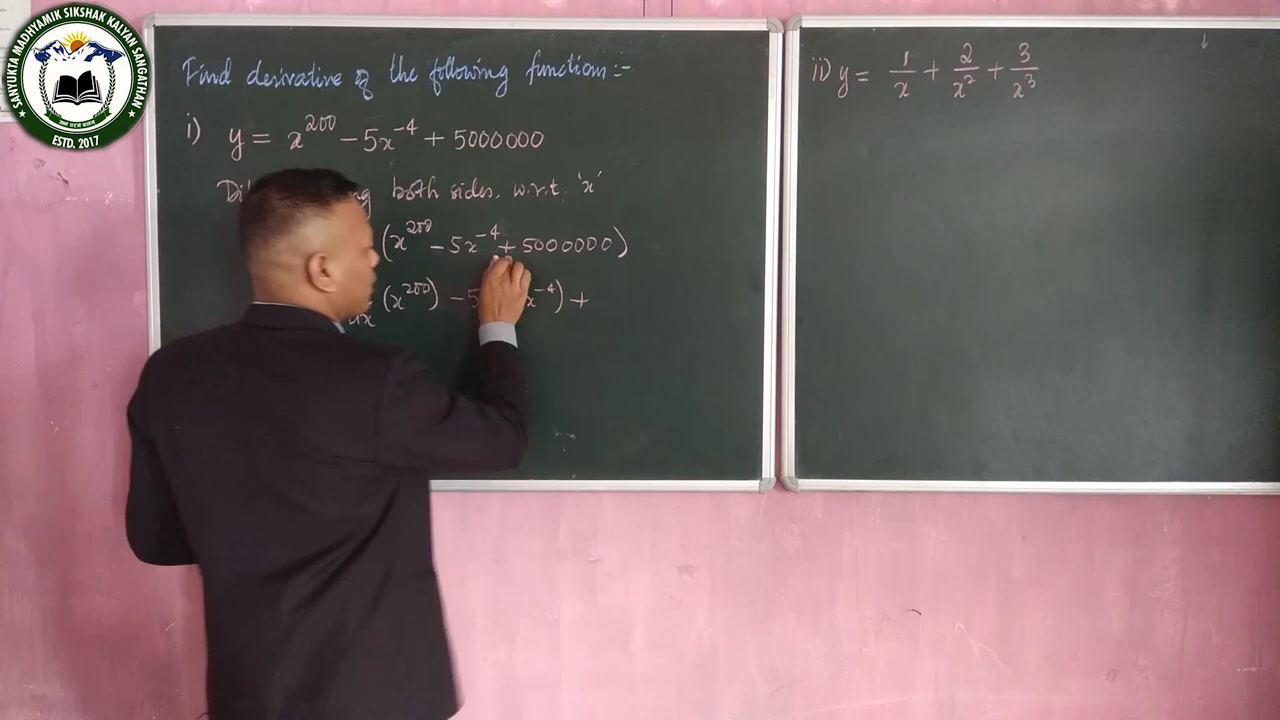 SANYUKTA MADHYAMIK SIKSHAK KALYAN SANGATHAN
ESTD. 2017
Find derivative of the following functions:-
i) y = x^200 - 5x^-4 + 5000000
both sides, w.r.t. 'x'
(x^200 - 5x^-4 + 5000000)
(x^200) - 5 x^-4) +
ii) y = 1/x + 2/x^2 + 3/x^3